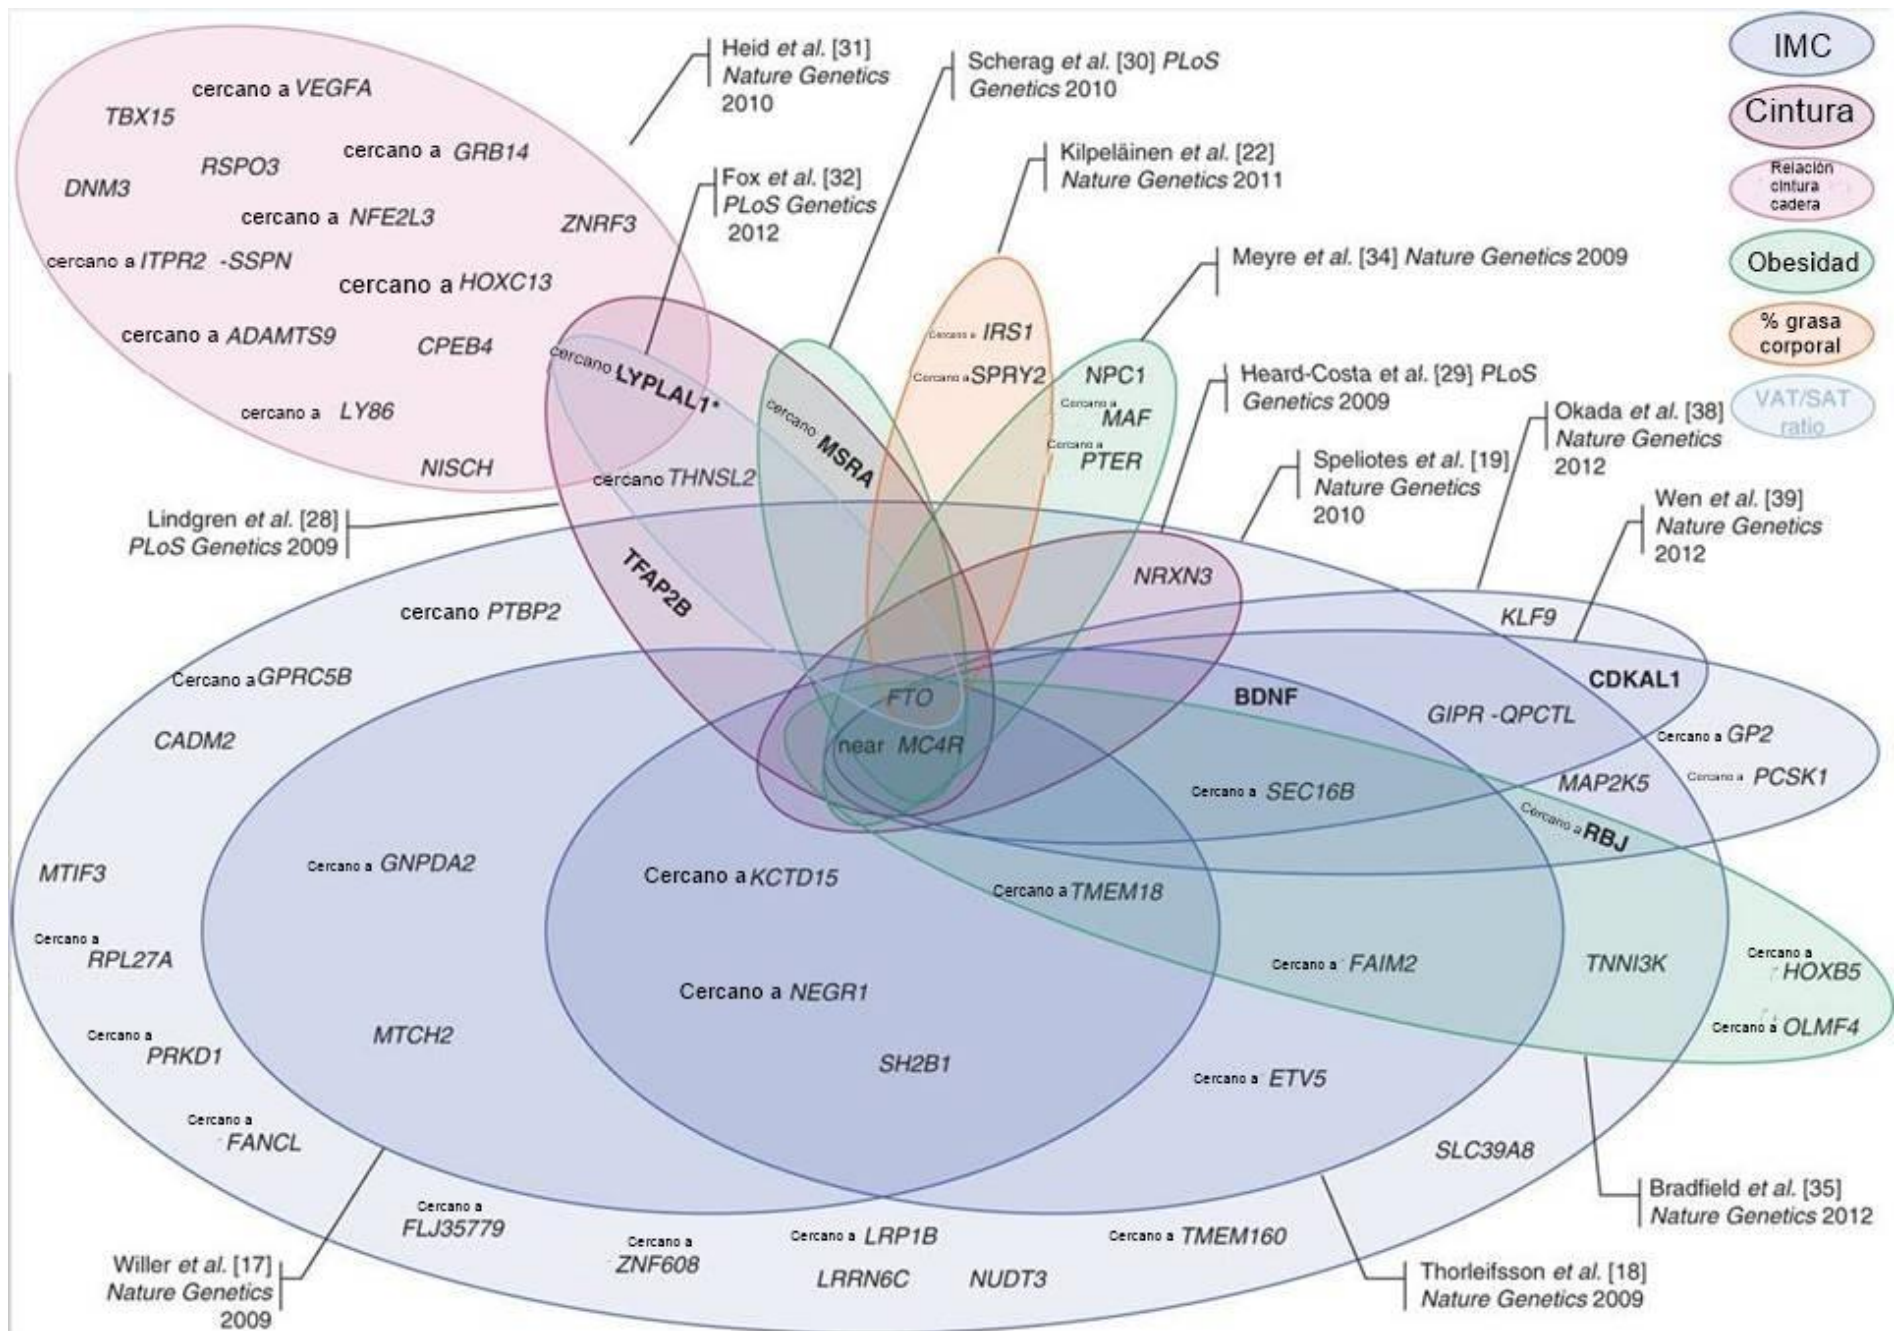 IMC
Cintura
Relación
cintura
cadera
Obesidad
% grasa
corporal
VAT/SAT
ratio
Heid et al. [31]
Nature Genetics
2010
Scherag et al. [30] PLoS
Genetics 2010
Kilpeläinen et al. [22]
Nature Genetics 2011
Fox et al. [32]
PLoS Genetics
2012
Meyre et al. [34] Nature Genetics 2009
Heard-Costa et al. [29] PLoS
Genetics 2009
Okada et al. [38]
Nature Genetics
2012
Speliotes et al. [19]
Nature Genetics
2010
Wen et al. [39]
Nature Genetics
2012
Lindgren et al. [28]
PLoS Genetics 2009
cercano a VEGFA
TBX15
cercano a GRB14
RSPO3
DNM3
cercano a NFE2L3
ZNRF3
cercano a ITPR2 -SSPN
cercano a HOXC13
cercano a ADAMTS9
CPEB4
cercano a LY86
NISCH
cercano LYPLAL1*
cercano THNSL2
cercano MSRA
TFAP2B
Cercano a IRS1
Cercano a SPRY2
NPC1
Cercano a
MAF
Cercano a
PTER
NRXN3
KLF9
cercano PTBP2
Cercano a GPRC5B
CADM2
FTO
near MC4R
BDNF
CDKAL1
GIPR -QPCTL
Cercano a GP2
MAP2K5
Cercano a PCSK1
Cercano a SEC16B
Cercano a RBJ
MTIF3
Cercano a GNPDA2
Cercano a KCTD15
Cercano a TMEM18
Cercano a
RPL27A
Cercano a FAIM2
TNNI3K
Cercano a
HOXB5
Cercano a NEGR1
Cercano a OLMF4
Cercano a
PRKD1
MTCH2
SH2B1
Cercano a ETV5
Cercano a
FANCL
SLC39A8
Cercano a
FLJ35779
Cercano a
ZNF608
Cercano a LRP1B
LRRN6C
NUDT3
Cercano a TMEM160
Bradfield et al. [35]
Nature Genetics 2012
Willer et al. [17]
Nature Genetics
2009
Thorleifsson et al. [18]
Nature Genetics 2009